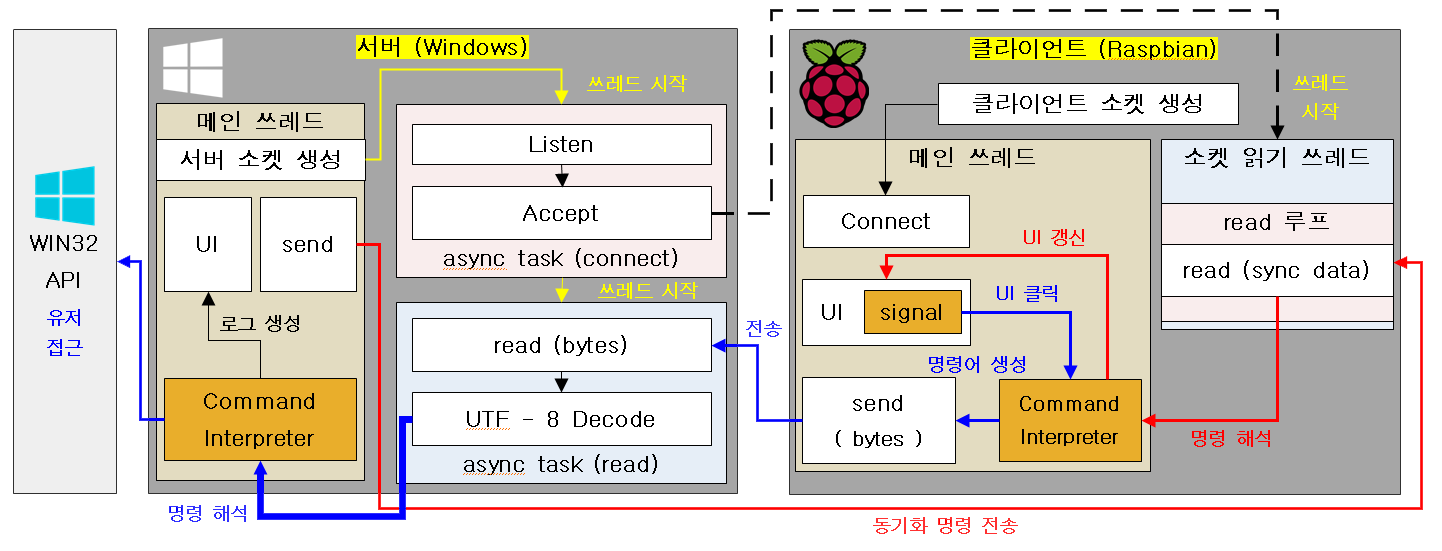 WIN32
API
유저
접근
서버 (Windows)
쓰레드 시작
메인 쓰레드
서버 소켓 생성
UI
send
로그 생성
Command
Interpreter
명령 해석
Listen
Accept
async task (connect)
쓰레드 시작
read (bytes)
UTF - 8 Decode
async task (read)
전송
클라이언트 (Raspbian)
클라이언트 소켓 생성
쓰레드
시작
메인 쓰레드
Connect
UI 갱신
UI
signal
UI 클릭
명령어 생성
send
( bytes )
Command
Interpreter
소켓 읽기 쓰레드
read 루프
read (sync data)
명령 해석
동기화 명령 전송